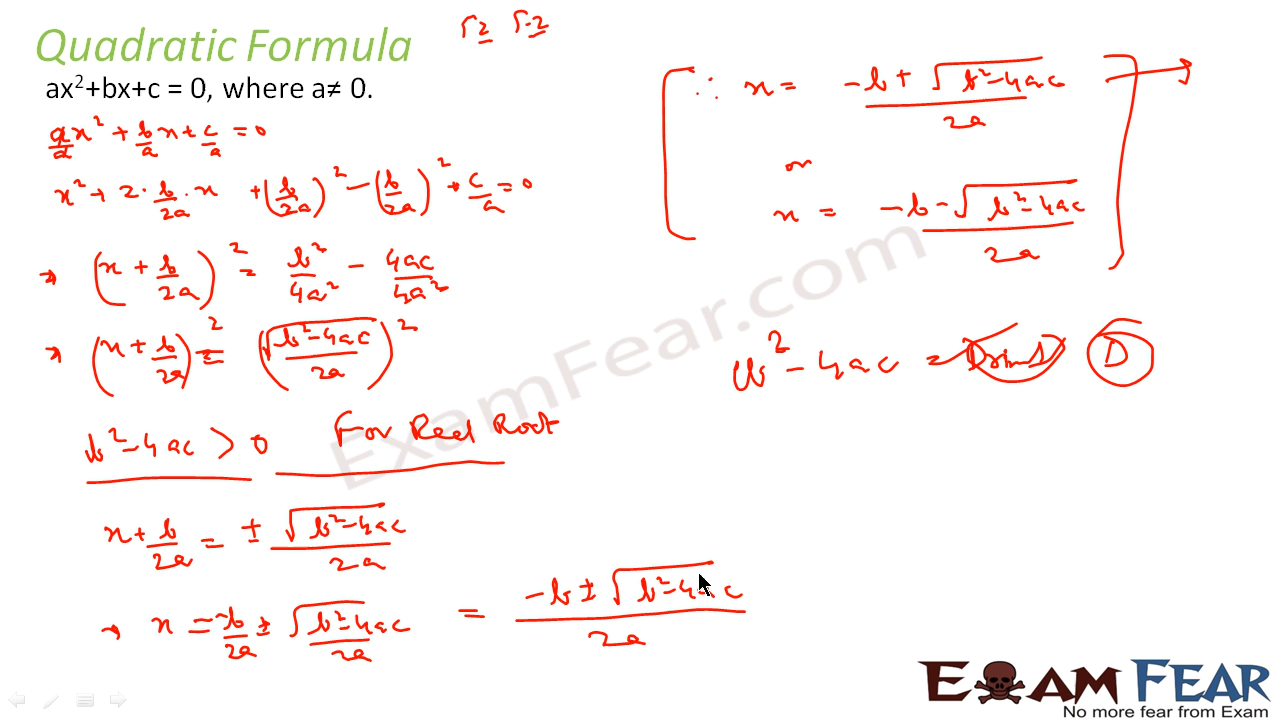 Quadratic Formula
√2 √-2
ax²+bx+c = 0, where a≠ 0.
a/a x² + b/a x + c/a = 0
x² + 2 · b/2a · x + (b/2a)² − (b/2a)² + c/a = 0
→ (x + b/2a)² = b²/4a² − 4ac/4a²
→ (x + b/2a)² = (√b²−4ac/2a)²
b²−4ac > 0 For Real Root
x + b/2a = ± √b²−4ac/2a
→ x = −b/2a ± √b²−4ac/2a = −b ± √b²−4ac/2a
∴ x = −b + √b²−4ac/2a
or
x = −b − √b²−4ac/2a
b² − 4ac = D
ExamFear.com
EXAM FEAR
No more fear from Exam